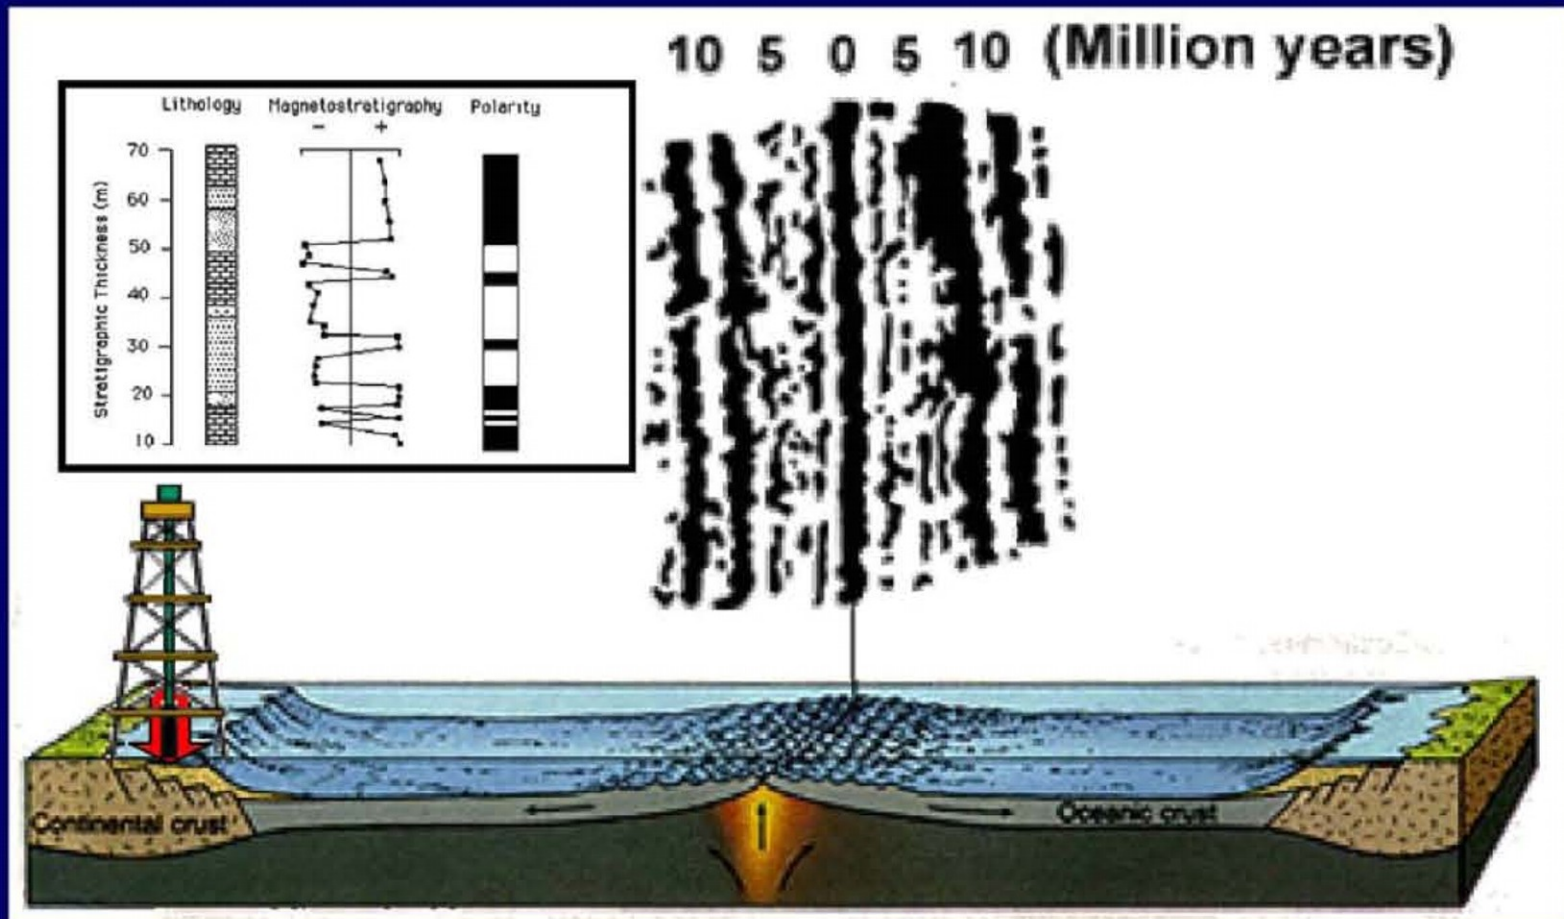 10 5 0 5 10 (Million years)
Lithology Magnetostratigraphy Polarity
− +
Stratigraphic Thickness (m)
70
60
50
40
30
20
10
Continental crust
Oceanic crust